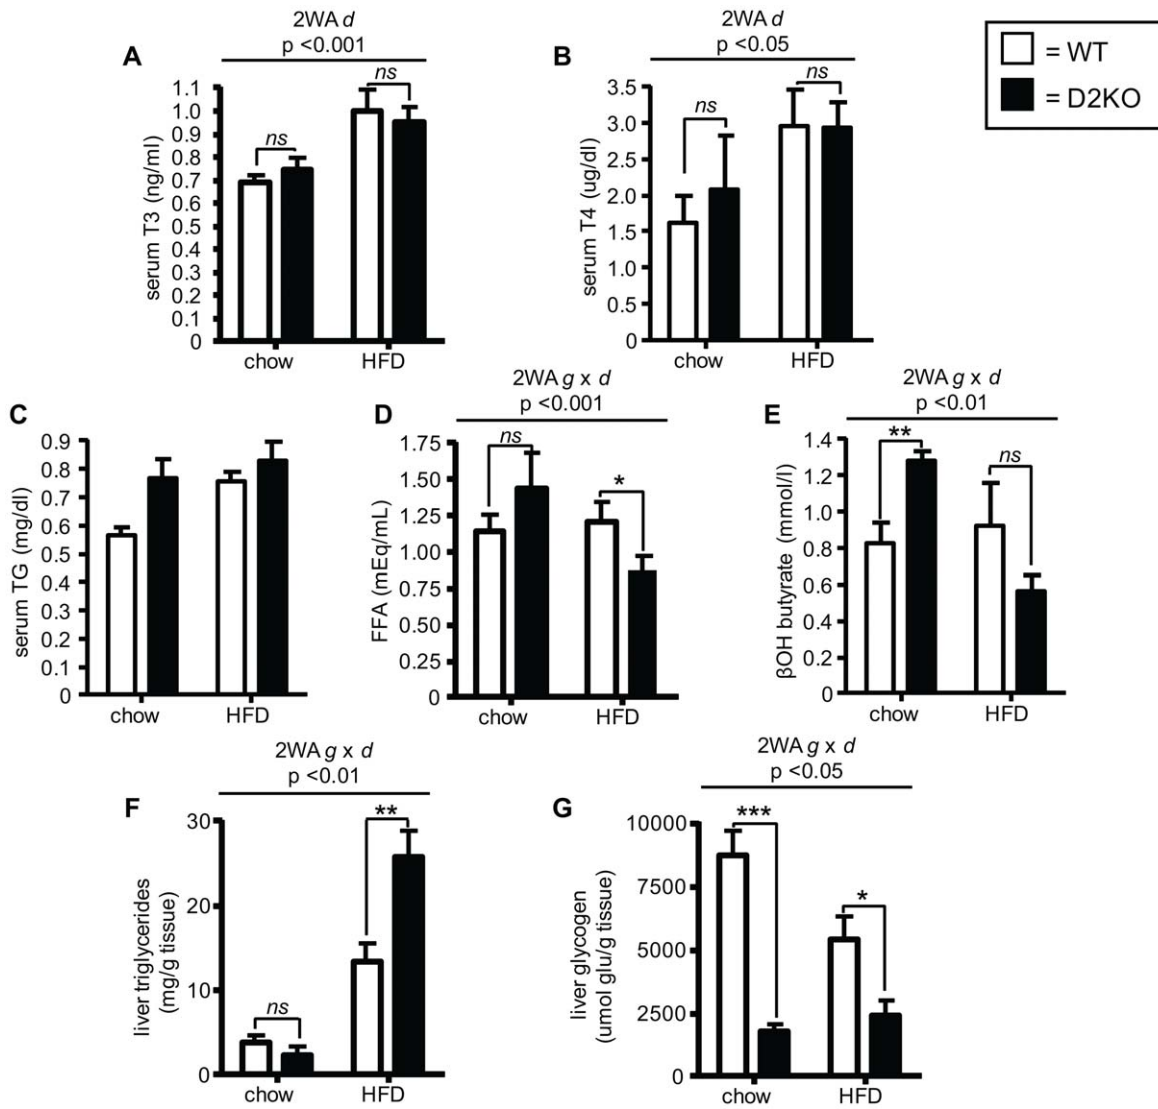 2WA d
p <0.001
A
ns
ns
1.1
1.0
0.9
0.8
0.7
0.6
0.5
0.4
0.3
0.2
0.1
0
serum T3 (ng/ml)
chow
HFD
2WA d
p <0.05
B
ns
ns
3.5
3.0
2.5
2.0
1.5
1.0
0.5
0
serum T4 (ug/dl)
chow
HFD
= WT
= D2KO
C
0.9
0.8
0.7
0.6
0.5
0.4
0.3
0.2
0.1
0
serum TG (mg/dl)
chow
HFD
2WA g x d
p <0.001
D
ns
*
1.75
1.50
1.25
1.00
0.75
0.50
0.25
0
FFA (mEq/mL)
chow
HFD
2WA g x d
p <0.01
E
**
ns
1.4
1.2
1.0
0.8
0.6
0.4
0.2
0
βOH butyrate (mmol/l)
chow
HFD
2WA g x d
p <0.01
F
ns
**
30
20
10
0
liver triglycerides
(mg/g tissue)
chow
HFD
2WA g x d
p <0.05
G
***
*
10000
7500
5000
2500
0
liver glycogen
(umol glu/g tissue)
chow
HFD